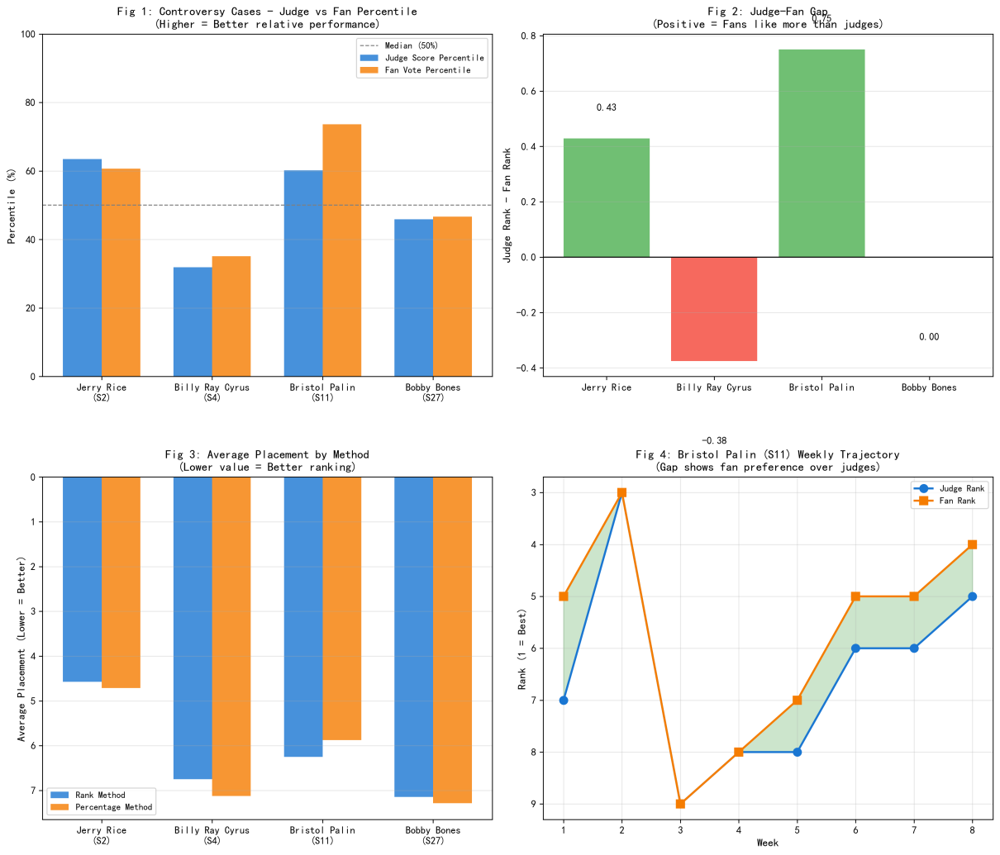 Fig 1: Controversy Cases - Judge vs Fan Percentile
(Higher = Better relative performance)
100
80
60
40
20
0
Percentile (%)
Median (50%)
Judge Score Percentile
Fan Vote Percentile
Jerry Rice
(S2)
Billy Ray Cyrus
(S4)
Bristol Palin
(S11)
Bobby Bones
(S27)
Fig 2: Judge-Fan Gap
(Positive = Fans like more than judges)
0.75
0.8
0.6
0.4
0.2
0.0
-0.2
-0.4
Judge Rank - Fan Rank
0.43
0.00
-0.38
Jerry Rice
Billy Ray Cyrus
Bristol Palin
Bobby Bones
Fig 3: Average Placement by Method
(Lower value = Better ranking)
0
1
2
3
4
5
6
7
Average Placement (Lower = Better)
Rank Method
Percentage Method
Jerry Rice
(S2)
Billy Ray Cyrus
(S4)
Bristol Palin
(S11)
Bobby Bones
(S27)
Fig 4: Bristol Palin (S11) Weekly Trajectory
(Gap shows fan preference over judges)
3
4
5
6
7
8
9
Rank (1 = Best)
Judge Rank
Fan Rank
1
2
3
4
5
6
7
8
Week